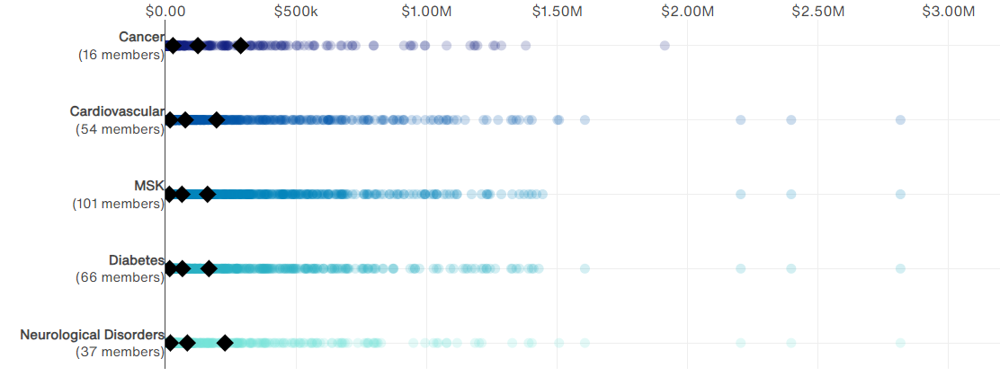 $0.00 $500k $1.00M $1.50M $2.00M $2.50M $3.00M
Cancer
(16 members)
Cardiovascular
(54 members)
MSK
(101 members)
Diabetes
(66 members)
Neurological Disorders
(37 members)